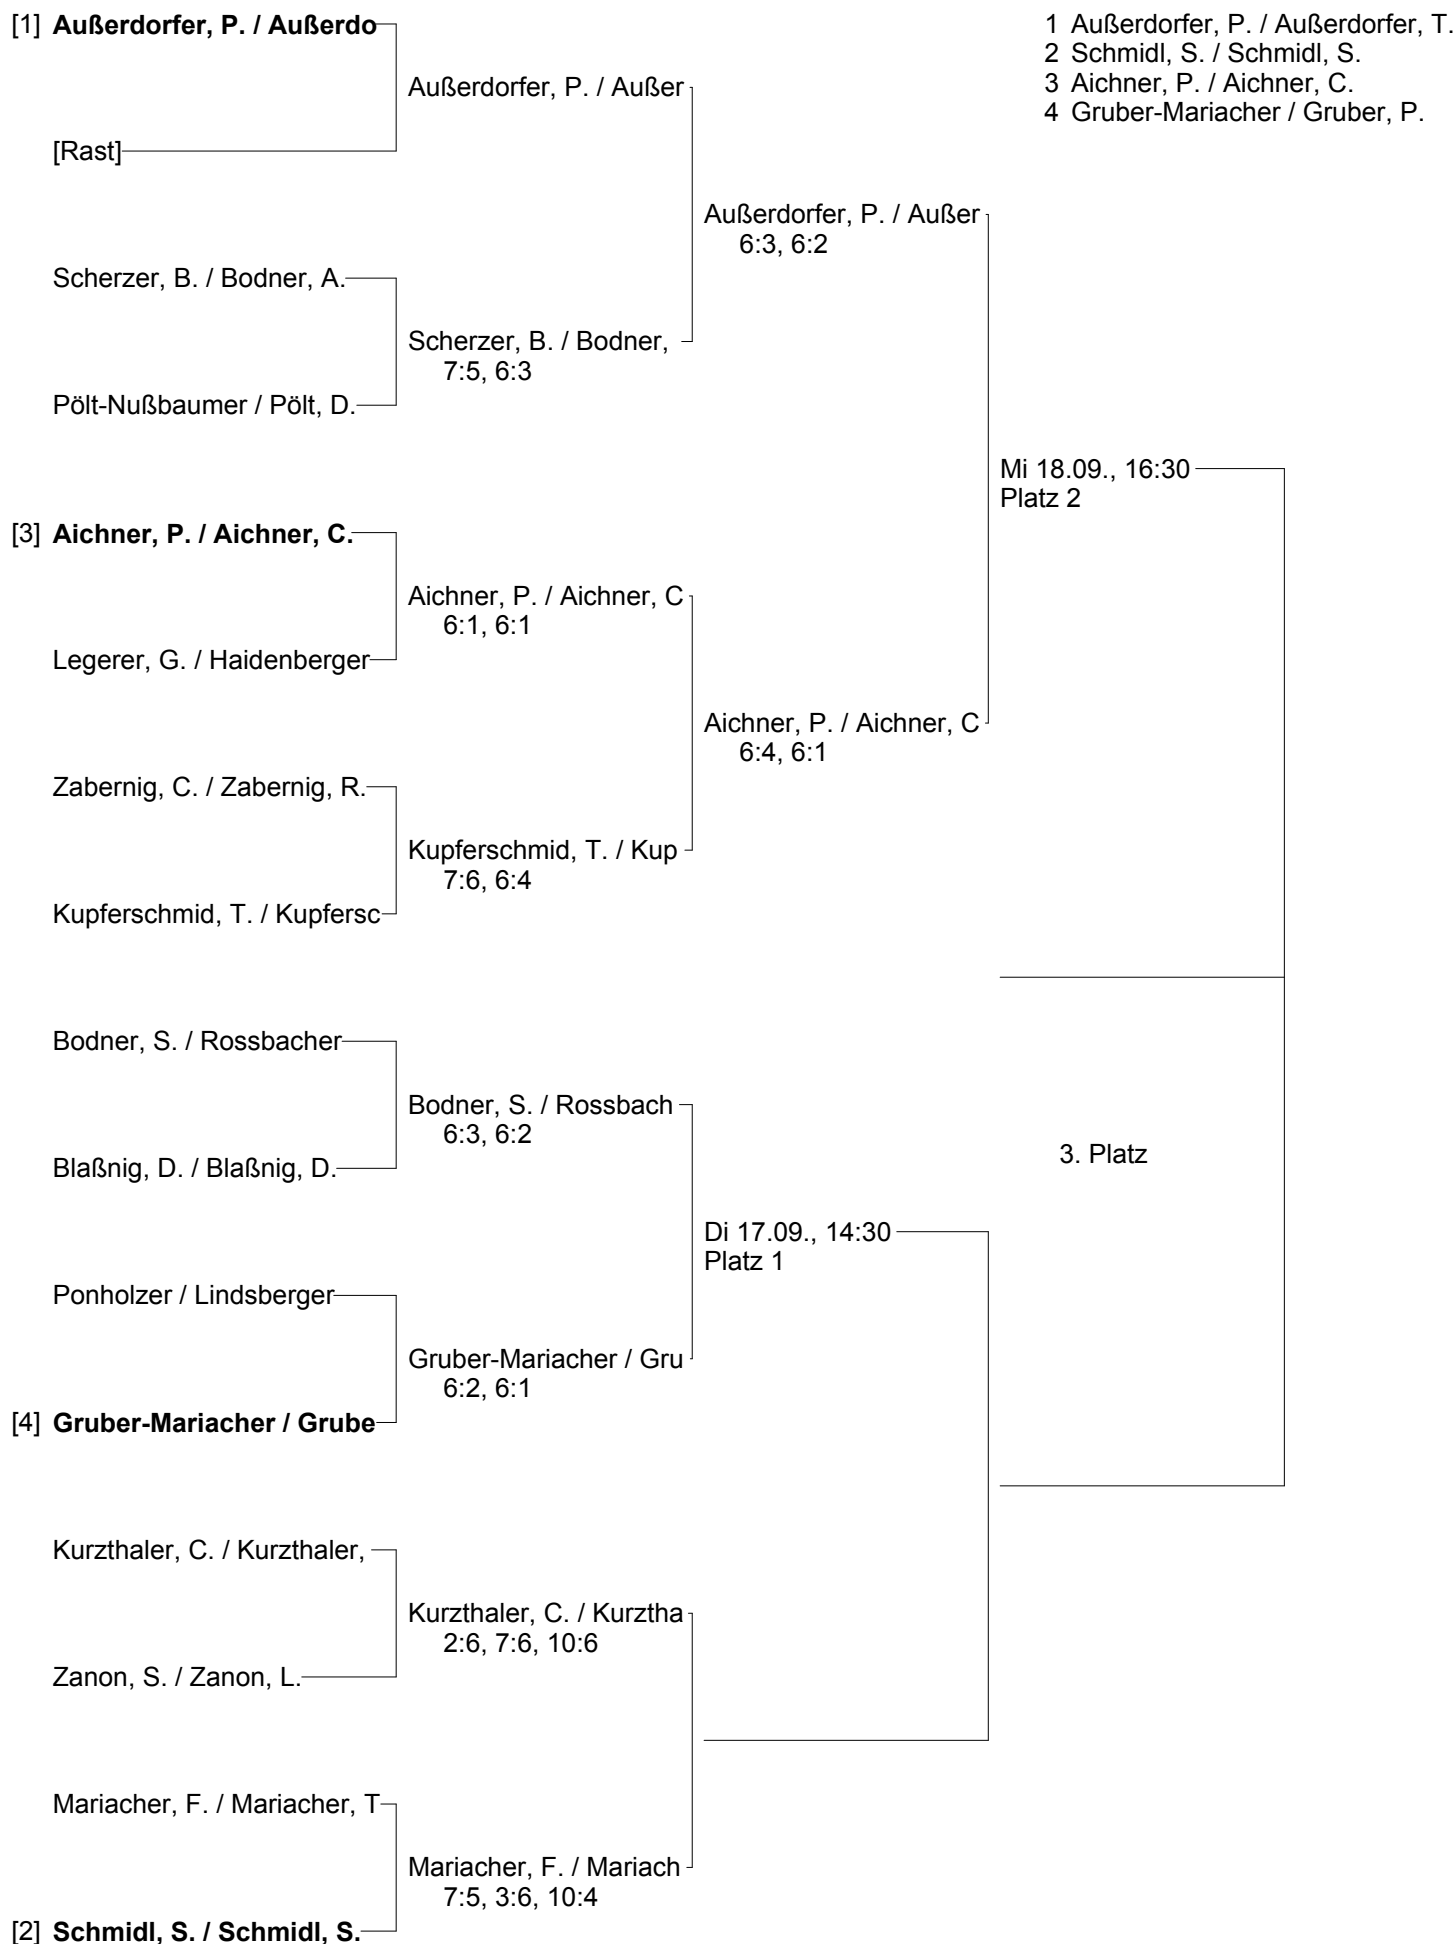 [1] Außerdorfer, P. / Außerdo
1 Außerdorfer, P. / Außerdorfer, T.
2 Schmidl, S. / Schmidl, S.
3 Aichner, P. / Aichner, C.
4 Gruber-Mariacher / Gruber, P.
Außerdorfer, P. / Außer
[Rast]
Außerdorfer, P. / Außer
6:3, 6:2
Scherzer, B. / Bodner, A.
Scherzer, B. / Bodner,
7:5, 6:3
Pölt-Nußbaumer / Pölt, D.
Mi 18.09., 16:30
Platz 2
[3] Aichner, P. / Aichner, C.
Aichner, P. / Aichner, C
6:1, 6:1
Legerer, G. / Haidenberger
Aichner, P. / Aichner, C
6:4, 6:1
Zabernig, C. / Zabernig, R.
Kupferschmid, T. / Kup
7:6, 6:4
Kupferschmid, T. / Kupfersc
Bodner, S. / Rossbacher
Bodner, S. / Rossbach
6:3, 6:2
Blaßnig, D. / Blaßnig, D.
3. Platz
Di 17.09., 14:30
Platz 1
Ponholzer / Lindsberger
Gruber-Mariacher / Gru
6:2, 6:1
[4] Gruber-Mariacher / Grube
Kurzthaler, C. / Kurzthaler,
Kurzthaler, C. / Kurztha
2:6, 7:6, 10:6
Zanon, S. / Zanon, L.
Mariacher, F. / Mariacher, T
Mariacher, F. / Mariach
7:5, 3:6, 10:4
[2] Schmidl, S. / Schmidl, S.